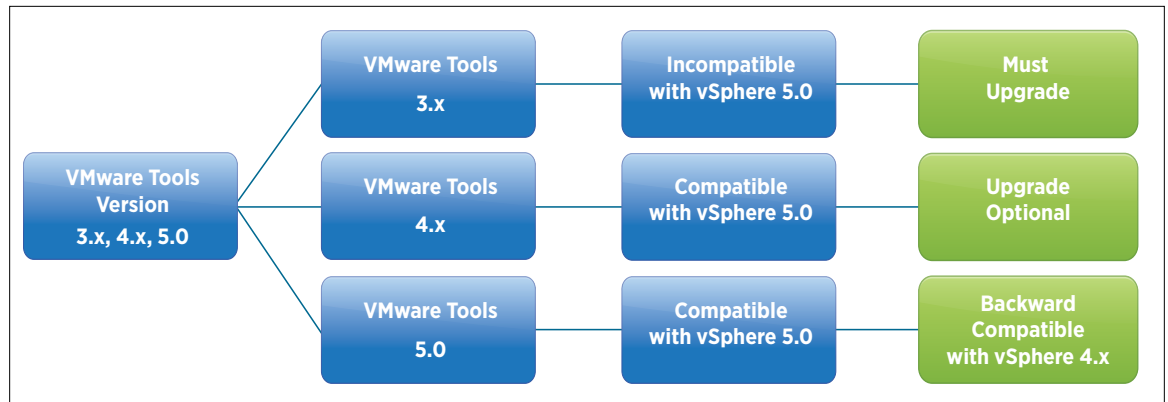 VMware Tools
Version
3.x, 4.x, 5.0
VMware Tools
3.x
Incompatible
with vSphere 5.0
Must
Upgrade
VMware Tools
4.x
Compatible
with vSphere 5.0
Upgrade
Optional
VMware Tools
5.0
Compatible
with vSphere 5.0
Backward
Compatible
with vSphere 4.x